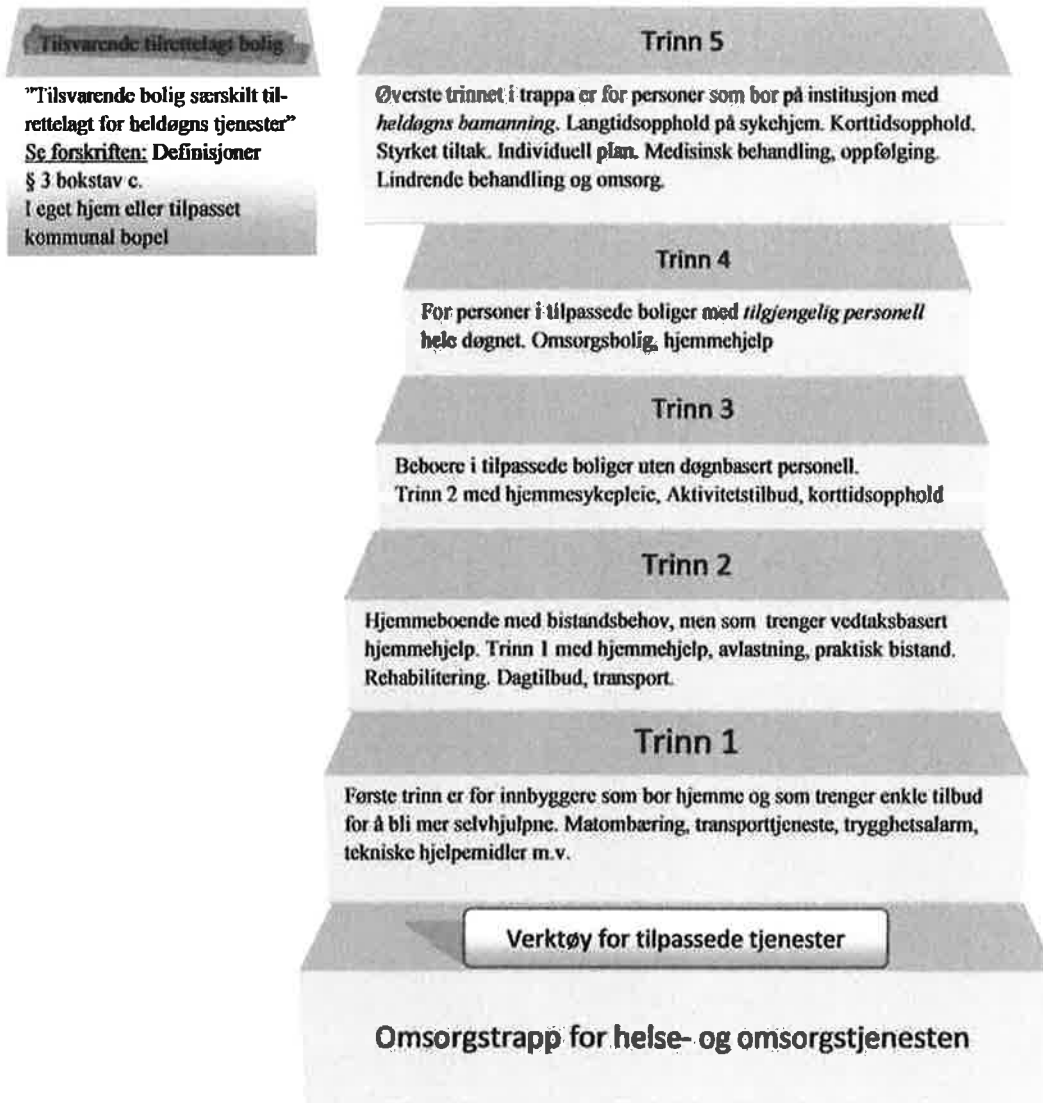 Tilsvarende tilrettelagt bolig
"Tilsvarende bolig særskilt til-
rettelagt for heldøgns tjenester"
Se forskriften: Definisjoner
§ 3 bokstav c.
I eget hjem eller tilpasset
kommunal bopel
Trinn 5
Øverste trinnet i trappa er for personer som bor på institusjon med
heldøgns bamanning. Langtidsopphold på sykehjem. Korttidsopphold.
Styrket tiltak. Individuell plan. Medisinsk behandling, oppfølging.
Lindrende behandling og omsorg.
Trinn 4
For personer i tilpassede boliger med tilgjengelig personell
hele døgnet. Omsorgsbolig, hjemmehjelp
Trinn 3
Beboere i tilpassede boliger uten døgnbasert personell.
Trinn 2 med hjemmesykepleie, Aktivitetstilbud, korttidsopphold
Trinn 2
Hjemmeboende med bistandsbehov, men som trenger vedtaksbasert
hjemmehjelp. Trinn 1 med hjemmehjelp, avlastning, praktisk bistand.
Rehabilitering. Dagtilbud, transport.
Trinn 1
Første trinn er for innbyggere som bor hjemme og som trenger enkle tilbud
for å bli mer selvhjulpne. Matombæring, transporttjeneste, trygghetsalarm,
tekniske hjelpemidler m.v.
Verktøy for tilpassede tjenester
Omsorgstrapp for helse- og omsorgstjenesten